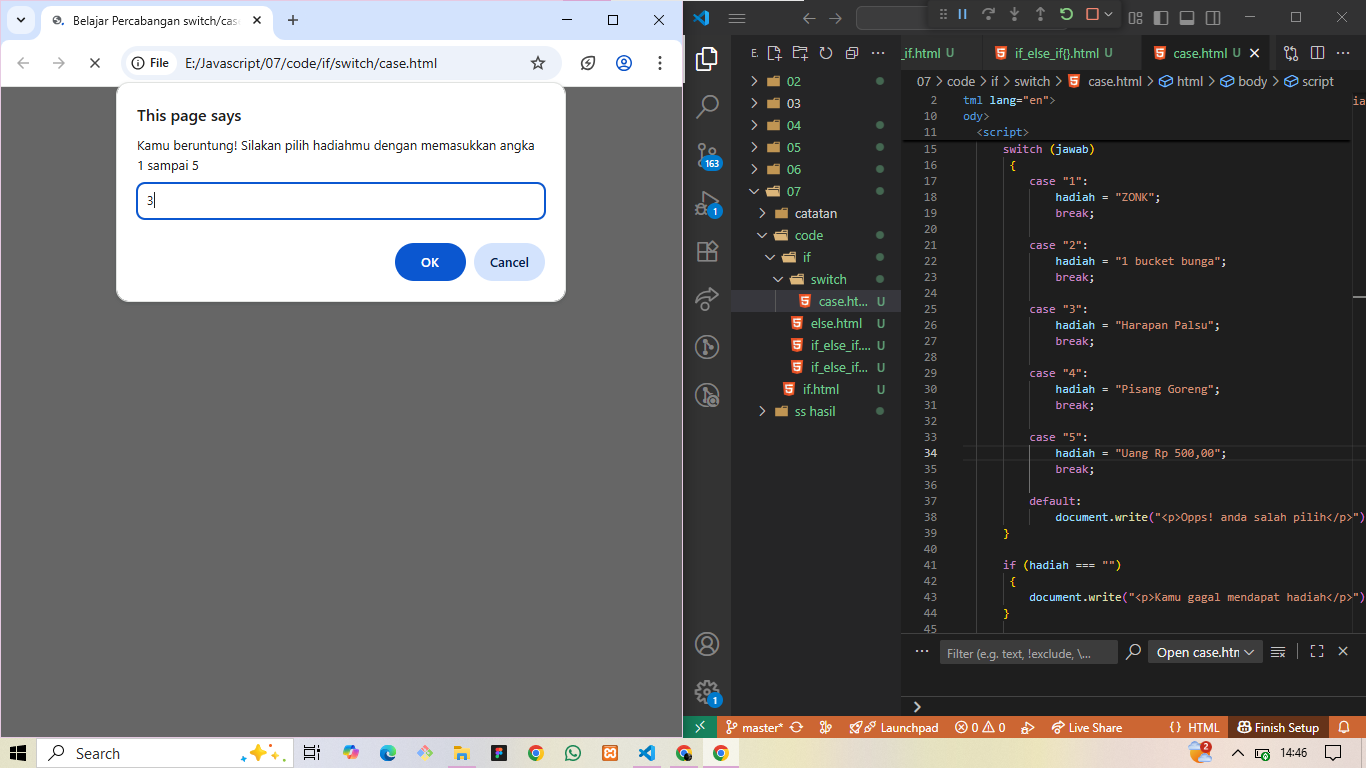 Belajar Percabangan switch/cas
File
E:/Javascript/07/code/if/switch/case.html
This page says
Kamu beruntung! Silakan pilih hadiahmu dengan memasukkan angka
1 sampai 5
3
OK
Cancel
E.
02
03
04
05
06
07
catatan
code
if
switch
case.ht... U
else.html U
if_else_if.... U
if_else_if... U
if.html U
ss hasil
163
1
1
_if.html U
if_else_if{}.html U
case.html U
07 > code > if > switch > case.html > html > body > script
2 tml lang="en">
10 ody>
11 <script>
15 switch (jawab)
16 {
17 case "1":
18 hadiah = "ZONK";
19 break;
20
21 case "2":
22 hadiah = "1 bucket bunga";
23 break;
24
25 case "3":
26 hadiah = "Harapan Palsu";
27 break;
28
29 case "4":
30 hadiah = "Pisang Goreng";
31 break;
32
33 case "5":
34 hadiah = "Uang Rp 500,00";
35 break;
36
37 default:
38 document.write("<p>Opps! anda salah pilih</p>")
39 }
40
41 if (hadiah === "")
42 {
43 document.write("<p>Kamu gagal mendapat hadiah</p>")
44 }
45
Filter (e.g. text, !exclude, \...
Open case.htn
master*
Launchpad
0
0
Live Share
{ } HTML
Finish Setup
Search
2
14:46